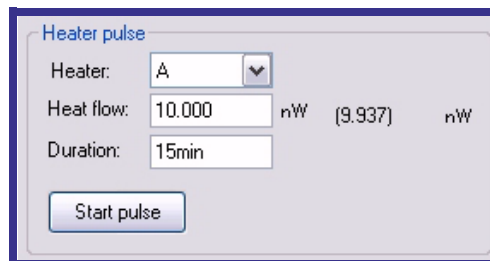 Heater pulse
Heater: A
Heat flow: 10.000 nW (9.937) nW
Duration: 15min
Start pulse